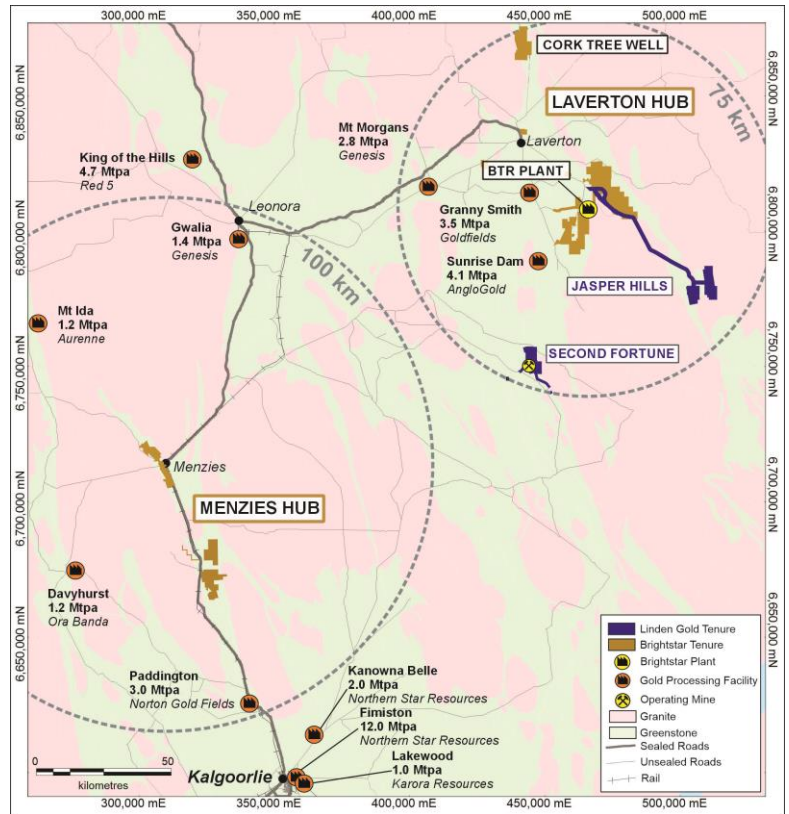 300,000 mE
350,000 mE
400,000 mE
450,000 mE
500,000 mE
6,850,000 mN
6,800,000 mN
6,750,000 mN
6,700,000 mN
6,650,000 mN
6,850,000 mN
6,800,000 mN
6,750,000 mN
6,700,000 mN
6,650,000 mN
CORK TREE WELL
LAVERTON HUB
75 km
Mt Morgans
2.8 Mtpa
Genesis
Laverton
King of the Hills
4.7 Mtpa
Red 5
BTR PLANT
Leonora
Gwalia
1.4 Mtpa
Genesis
Granny Smith
3.5 Mtpa
Goldfields
Sunrise Dam
4.1 Mtpa
AngloGold
JASPER HILLS
100 km
Mt Ida
1.2 Mtpa
Aurenne
SECOND FORTUNE
Menzies
MENZIES HUB
Davyhurst
1.2 Mtpa
Ora Banda
Paddington
3.0 Mtpa
Norton Gold Fields
Kanowna Belle
2.0 Mtpa
Northern Star Resources
Fimiston
12.0 Mtpa
Northern Star Resources
Lakewood
1.0 Mtpa
Karora Resources
Kalgoorlie
0
50
kilometres
Linden Gold Tenure
Brightstar Tenure
Brightstar Plant
Gold Processing Facility
Operating Mine
Granite
Greenstone
Sealed Roads
Unsealed Roads
Rail
300,000 mE
350,000 mE
400,000 mE
450,000 mE
500,000 mE